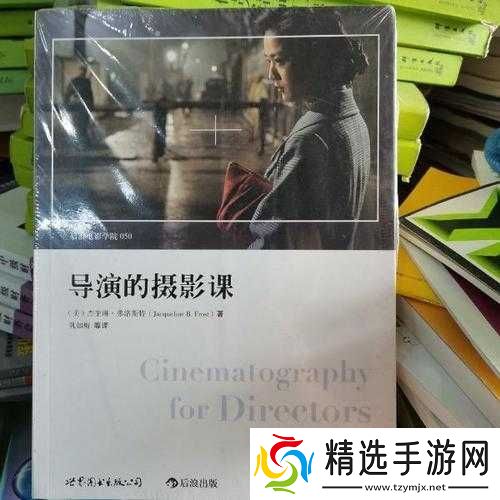 后浪电影学院 050
导演的摄影课
(美)杰奎琳·弗洛斯特(Jacqueline B. Frost)著
等译
Cinematography
for Directors
世界图书出版公司
后浪出版
精选手游网
www.tzymjx.net